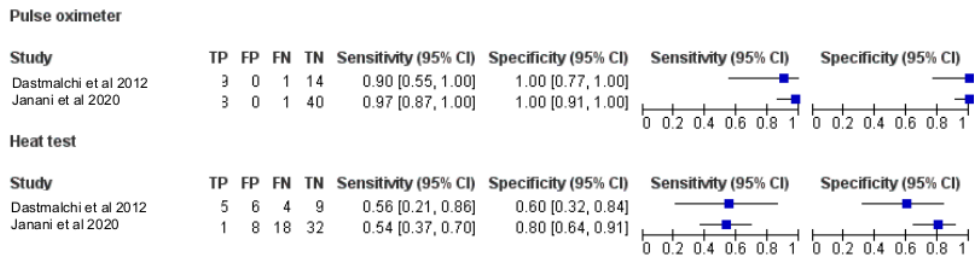 Pulse oximeter
Study TP FP FN TN Sensitivity (95% CI) Specificity (95% CI) Sensitivity (95% CI) Specificity (95% CI)
Dastmalchi et al 2012 9 0 1 14 0.90 [0.55, 1.00] 1.00 [0.77, 1.00]
Janani et al 2020 8 0 1 40 0.97 [0.87, 1.00] 1.00 [0.91, 1.00]
0 0.2 0.4 0.6 0.8 1 0 0.2 0.4 0.6 0.8 1
Heat test
Study TP FP FN TN Sensitivity (95% CI) Specificity (95% CI) Sensitivity (95% CI) Specificity (95% CI)
Dastmalchi et al 2012 5 6 4 9 0.56 [0.21, 0.86] 0.60 [0.32, 0.84]
Janani et al 2020 1 8 18 32 0.54 [0.37, 0.70] 0.80 [0.64, 0.91]
0 0.2 0.4 0.6 0.8 1 0 0.2 0.4 0.6 0.8 1